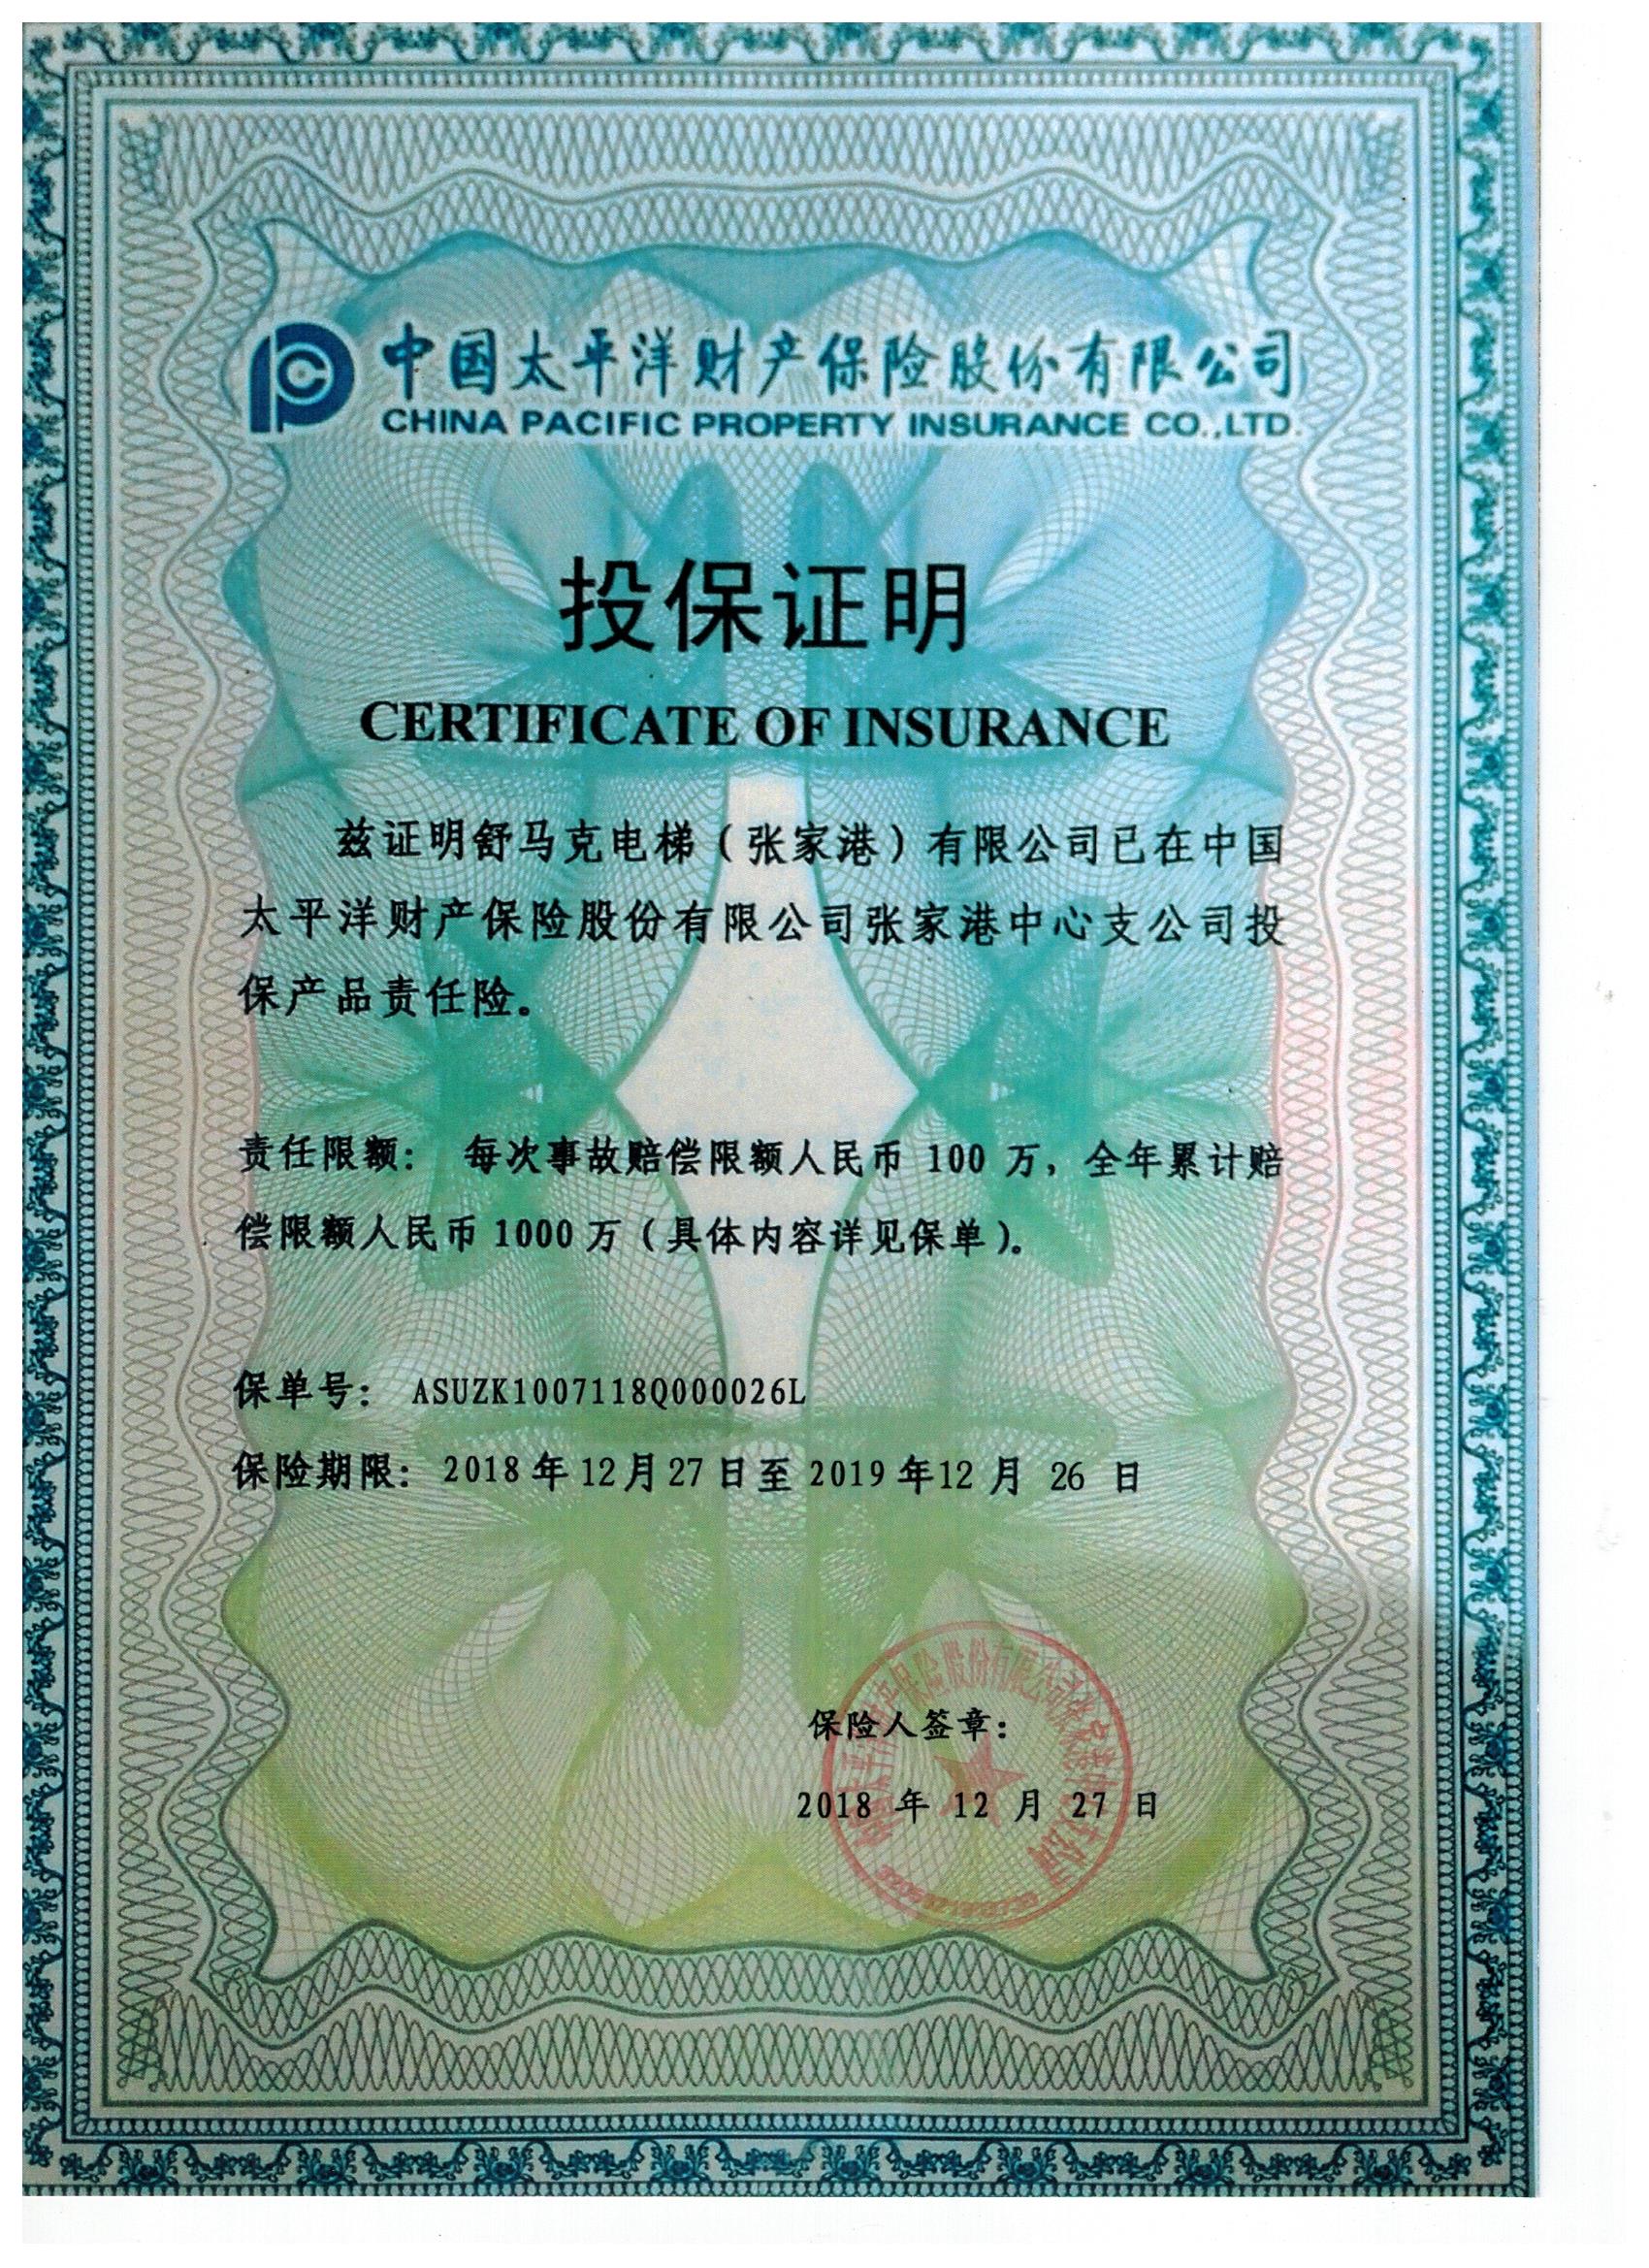 中国太平洋财产保险股份有限公司
CHINA PACIFIC PROPERTY INSURANCE CO.,LTD.
投保证明
CERTIFICATE OF INSURANCE
兹证明舒马克电梯（张家港）有限公司已在中国
太平洋财产保险股份有限公司张家港中心支公司投
保产品责任险。
责任限额： 每次事故赔偿限额人民币 100 万，全年累计赔
偿限额人民币 1000 万（具体内容详见保单）。
保单号： ASUZK1007118Q000026L
保险期限：2018 年 12 月 27 日至 2019 年 12 月 26 日
保险人签章：
2018 年 12 月 27 日